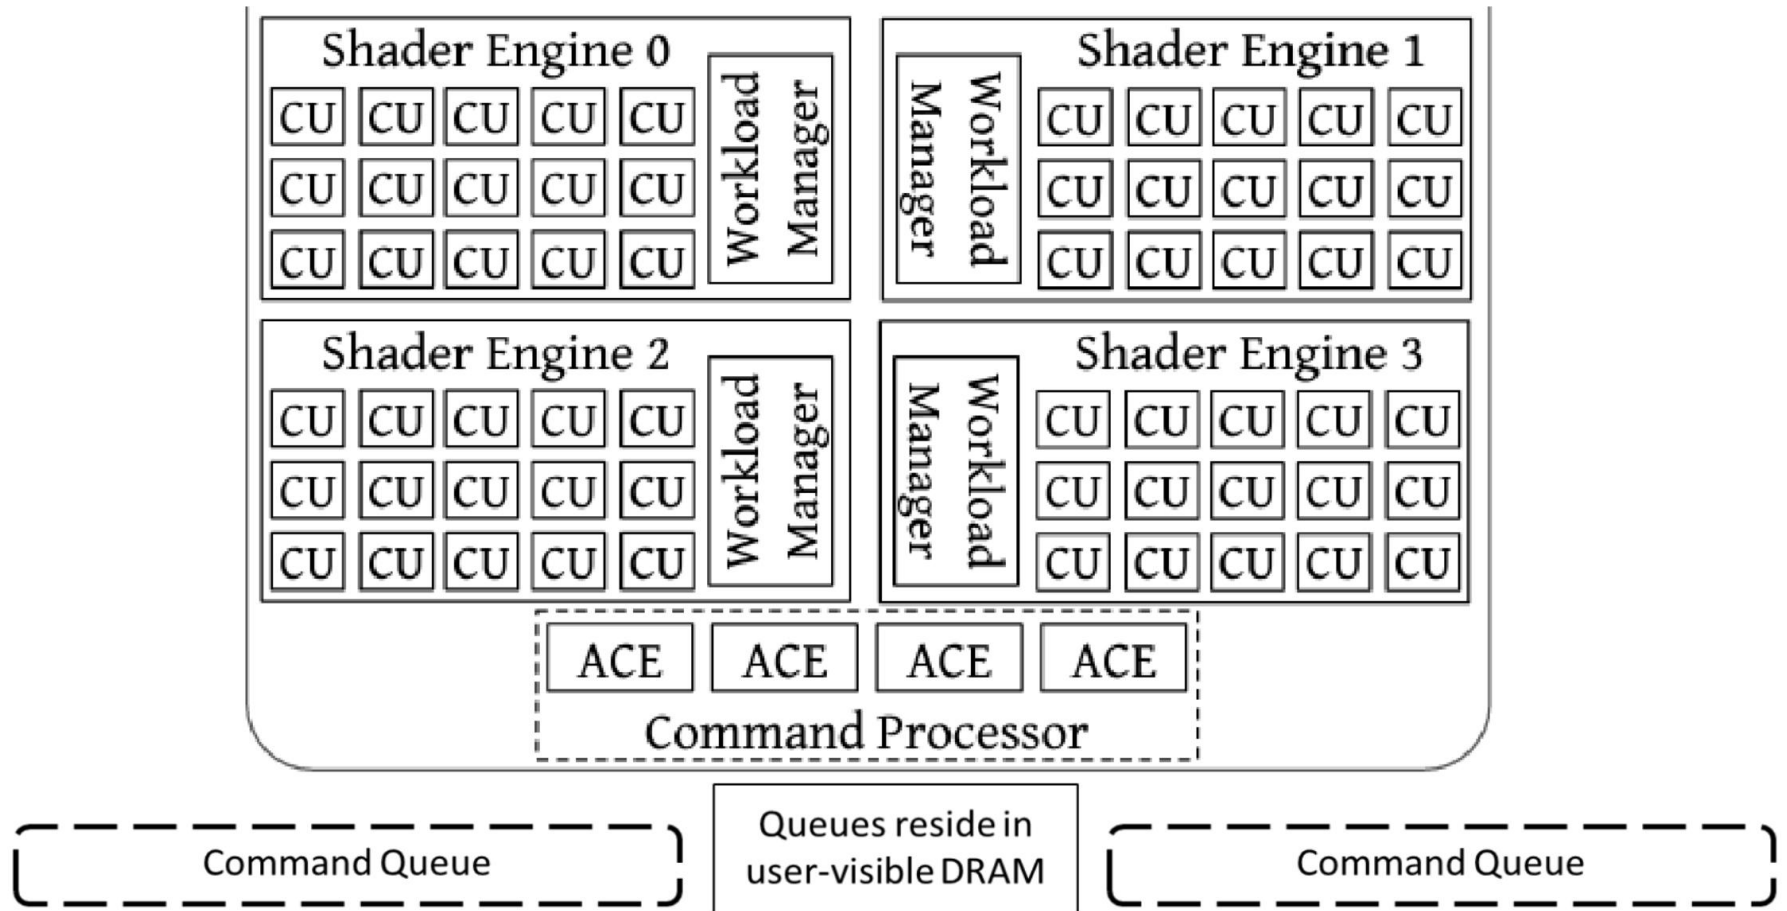 Shader Engine 0
CU CU CU CU CU
CU CU CU CU CU
CU CU CU CU CU
Workload
Manager
Shader Engine 1
Workload
Manager
CU CU CU CU CU
CU CU CU CU CU
CU CU CU CU CU
Shader Engine 2
CU CU CU CU CU
CU CU CU CU CU
CU CU CU CU CU
Workload
Manager
Shader Engine 3
Workload
Manager
CU CU CU CU CU
CU CU CU CU CU
CU CU CU CU CU
ACE ACE ACE ACE
Command Processor
Command Queue
Queues reside in
user-visible DRAM
Command Queue